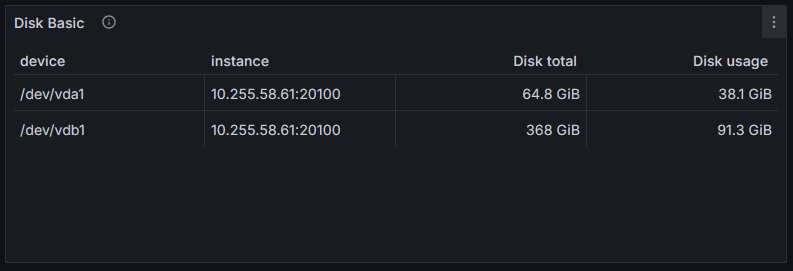 Disk Basic
device instance Disk total Disk usage
/dev/vda1 10.255.58.61:20100 64.8 GiB 38.1 GiB
/dev/vdb1 10.255.58.61:20100 368 GiB 91.3 GiB